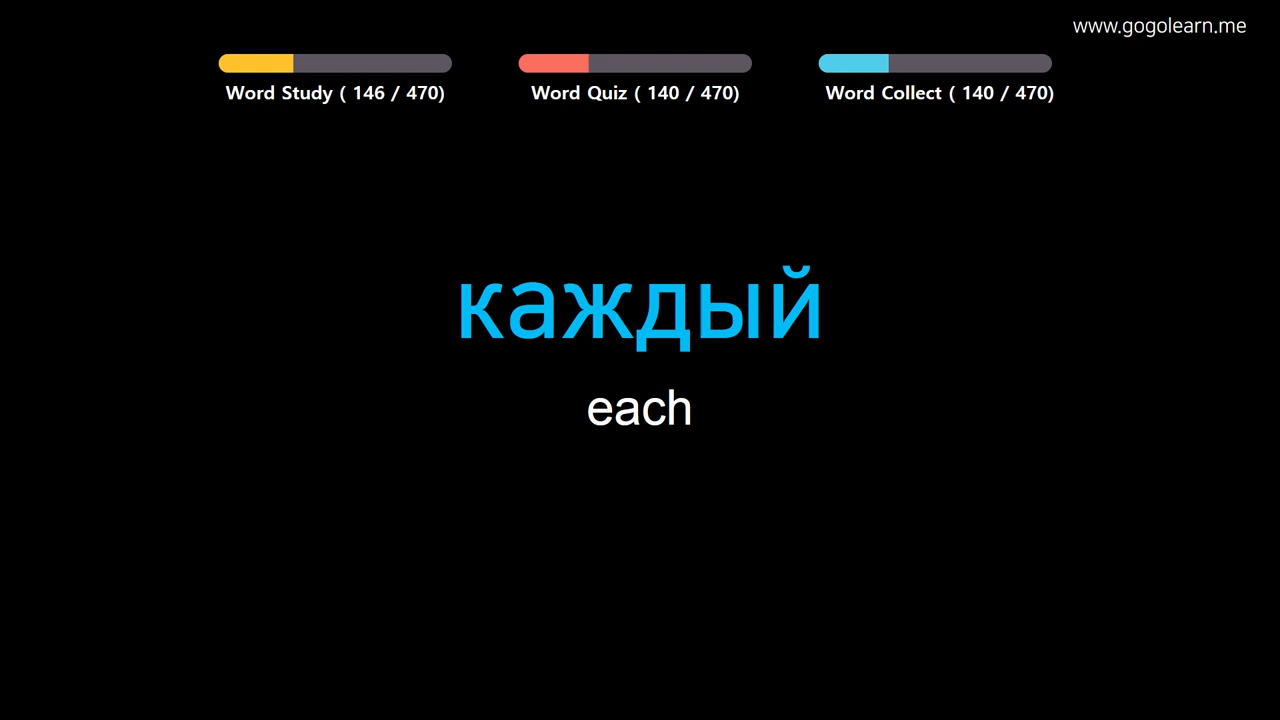 www.gogolearn.me
Word Study ( 146 / 470)
Word Quiz ( 140 / 470)
Word Collect ( 140 / 470)
каждый
each